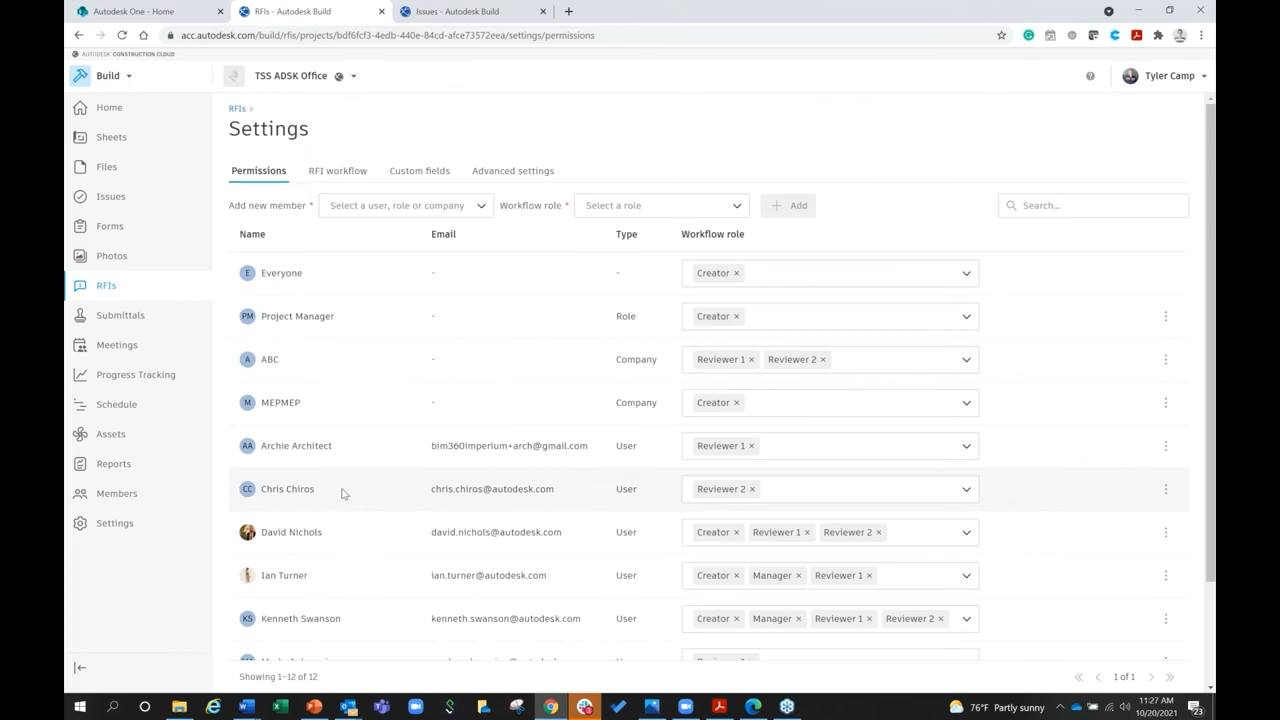 Autodesk One - Home
RFIs - Autodesk Build
Issues - Autodesk Build
acc.autodesk.com/build/rfis/projects/bdf6fcf3-4edb-440e-84cd-afce73572eea/settings/permissions
AUTODESK CONSTRUCTION CLOUD
Build
TSS ADSK Office
Tyler Camp
Home
Sheets
Files
Issues
Forms
Photos
RFIs
Submittals
Meetings
Progress Tracking
Schedule
Assets
Reports
Members
Settings
RFIs >
Settings
Permissions RFI workflow Custom fields Advanced settings
Add new member * Select a user, role or company Workflow role * Select a role + Add Search...
Name Email Type Workflow role
E Everyone - - Creator ×
PM Project Manager - Role Creator ×
A ABC - Company Reviewer 1 × Reviewer 2 ×
M MEPMEP - Company Creator ×
AA Archie Architect bim360imperium+arch@gmail.com User Reviewer 1 ×
CC Chris Chiros chris.chiros@autodesk.com User Reviewer 2 ×
David Nichols david.nichols@autodesk.com User Creator × Reviewer 1 × Reviewer 2 ×
Ian Turner ian.turner@autodesk.com User Creator × Manager × Reviewer 1 ×
KS Kenneth Swanson kenneth.swanson@autodesk.com User Creator × Manager × Reviewer 1 × Reviewer 2 ×
Showing 1-12 of 12
1 of 1
76°F Partly sunny
11:27 AM
10/20/2021
23